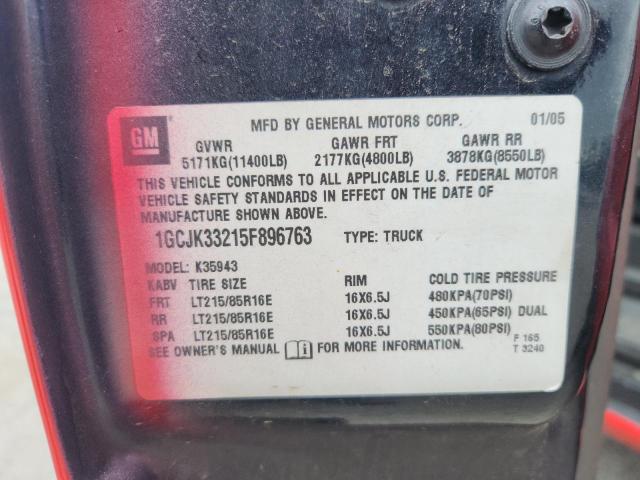 GM
MFD BY GENERAL MOTORS CORP. 01/05
GVWR GAWR FRT GAWR RR
5171KG(11400LB) 2177KG(4800LB) 3878KG(8550LB)
THIS VEHICLE CONFORMS TO ALL APPLICABLE U.S. FEDERAL MOTOR
VEHICLE SAFETY STANDARDS IN EFFECT ON THE DATE OF
MANUFACTURE SHOWN ABOVE.
1GCJK33215F896763 TYPE: TRUCK
MODEL: K35943
KABV TIRE SIZE RIM COLD TIRE PRESSURE
FRT LT215/85R16E 16X6.5J 480KPA(70PSI)
RR LT215/85R16E 16X6.5J 450KPA(65PSI) DUAL
SPA LT215/85R16E 16X6.5J 550KPA(80PSI)
SEE OWNER'S MANUAL i FOR MORE INFORMATION.
F 165
T 3240